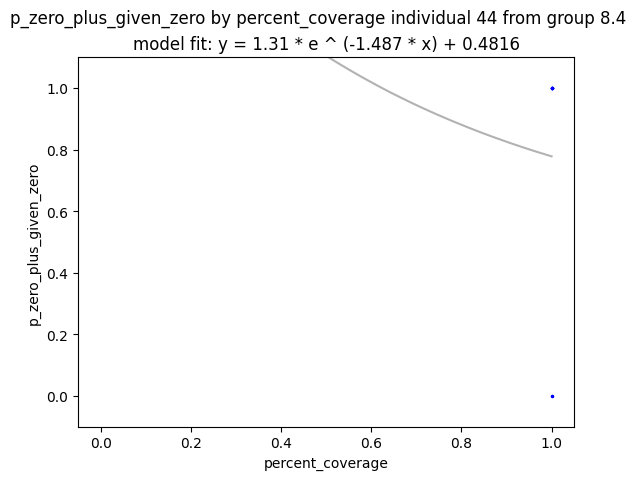 p_zero_plus_given_zero by percent_coverage individual 44 from group 8.4
model fit: y = 1.31 * e ^ (-1.487 * x) + 0.4816
1.0
0.8
0.6
0.4
0.2
0.0
p_zero_plus_given_zero
0.0 0.2 0.4 0.6 0.8 1.0
percent_coverage